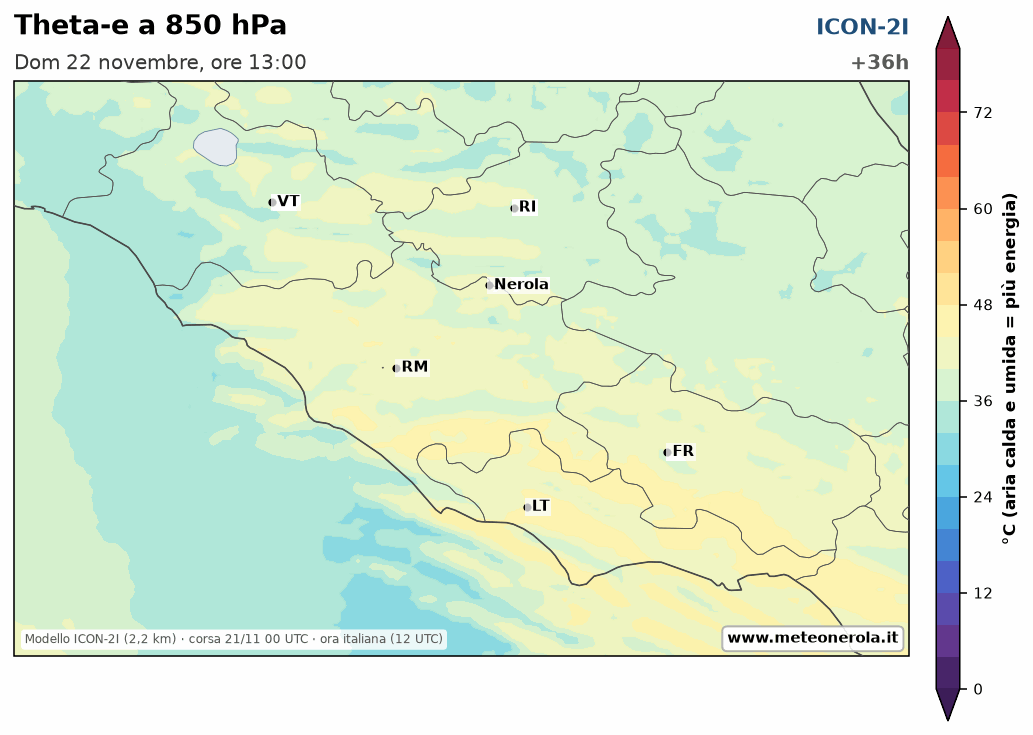 Theta-e a 850 hPa
ICON-2I
Dom 22 novembre, ore 13:00
+36h
VT
RI
Nerola
RM
FR
LT
Modello ICON-2I (2,2 km) · corsa 21/11 00 UTC · ora italiana (12 UTC)
www.meteonerola.it
72
60
48
36
24
12
0
°C (aria calda e umida = più energia)